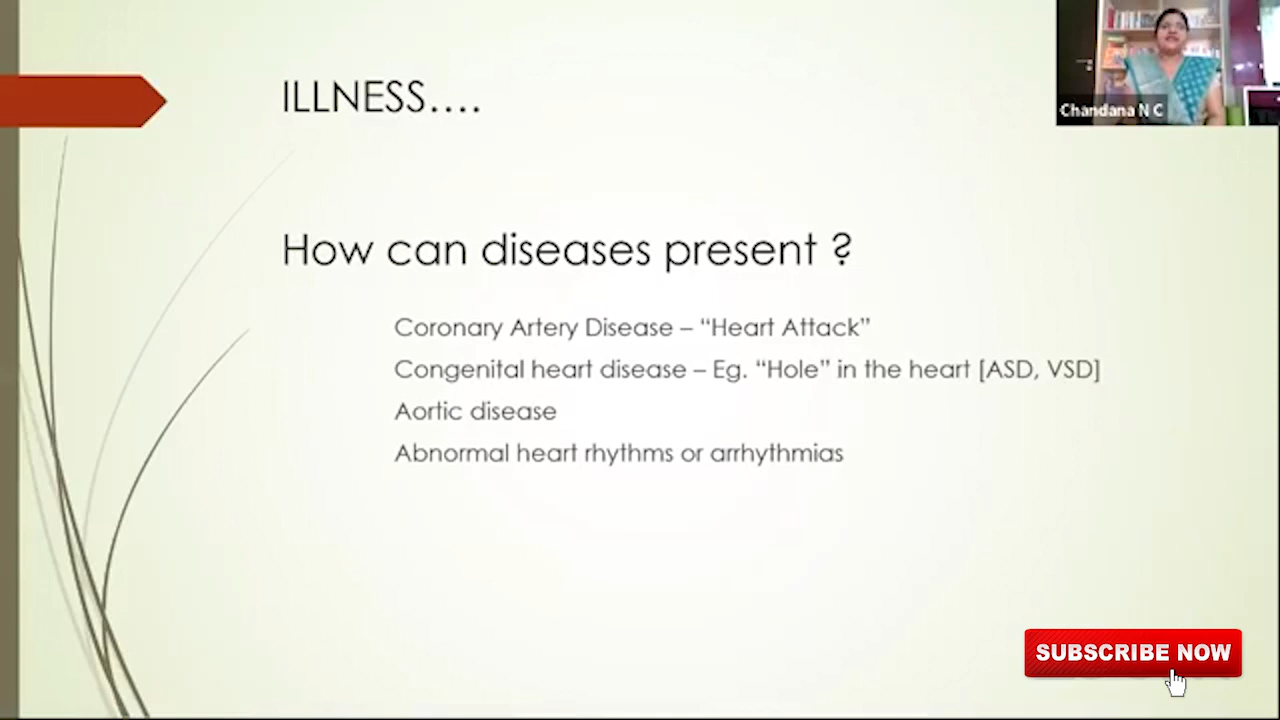 ILLNESS....
Chandana N C
How can diseases present ?
Coronary Artery Disease – “Heart Attack”
Congenital heart disease – Eg. “Hole” in the heart [ASD, VSD]
Aortic disease
Abnormal heart rhythms or arrhythmias
SUBSCRIBE NOW